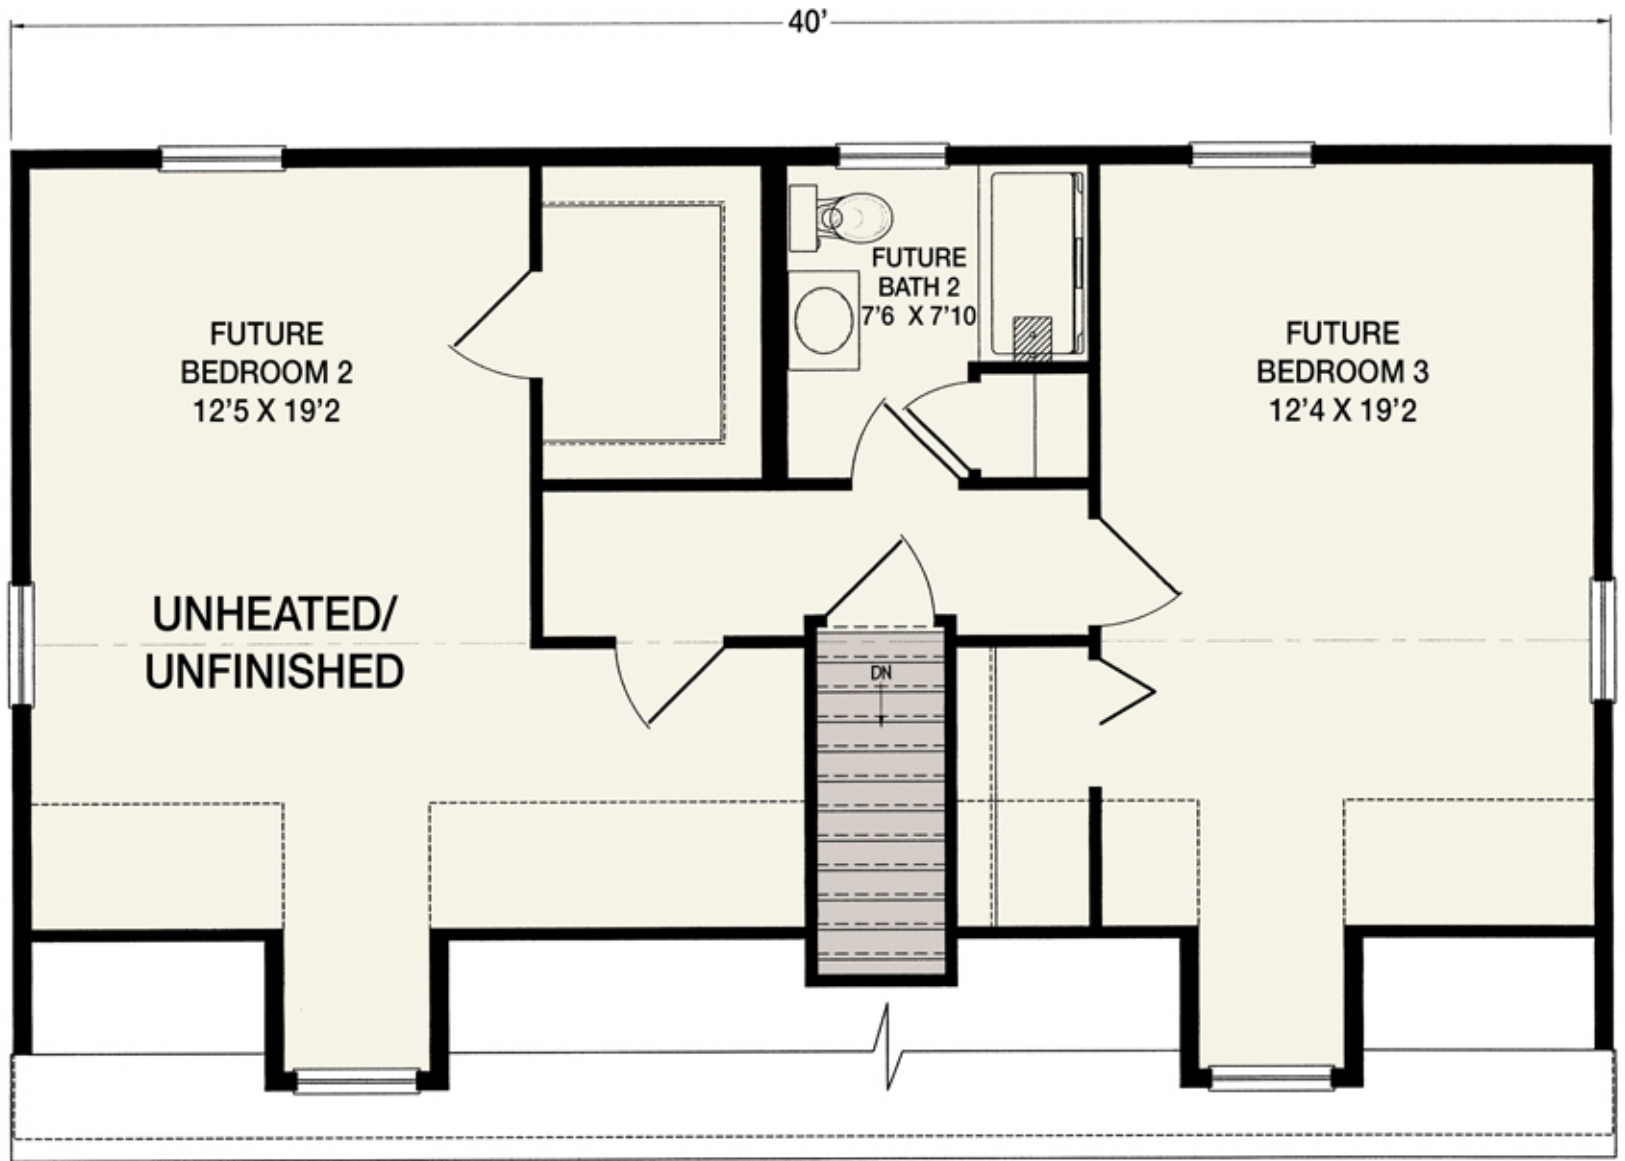 40'
FUTURE
BATH 2
7'6 X 7'10
FUTURE
BEDROOM 2
12'5 X 19'2
FUTURE
BEDROOM 3
12'4 X 19'2
UNHEATED/
UNFINISHED
DN